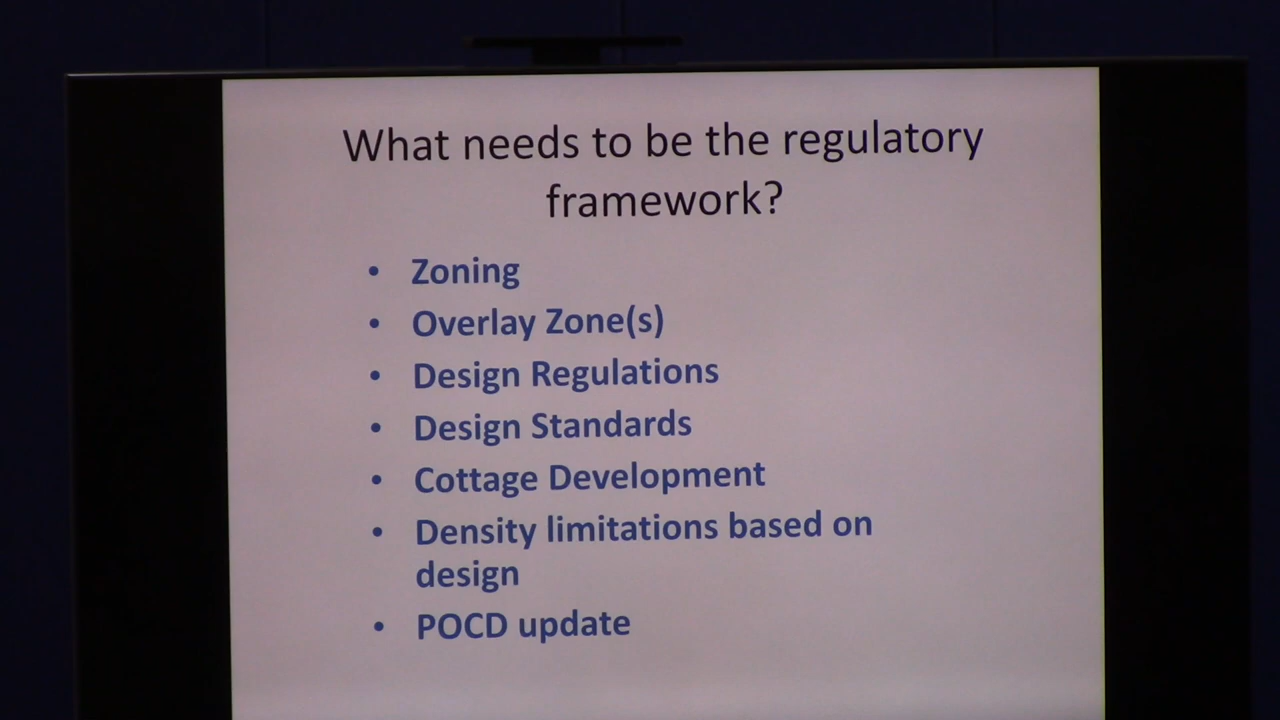 What needs to be the regulatory
framework?
• Zoning
• Overlay Zone(s)
• Design Regulations
• Design Standards
• Cottage Development
• Density limitations based on
design
• POCD update